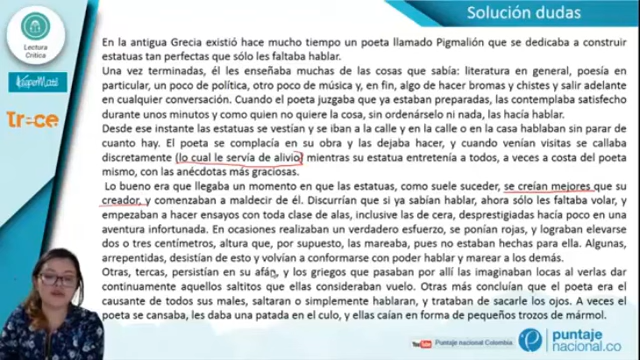 Solución dudas
Lectura
Crítica
En la antigua Grecia existió hace mucho tiempo un poeta llamado Pigmalión que se dedicaba a construir
estatuas tan perfectas que sólo les faltaba hablar.
Una vez terminadas, él les enseñaba muchas de las cosas que sabía: literatura en general, poesía en
particular, un poco de política, otro poco de música y, en fin, algo de hacer bromas y chistes y salir adelante
en cualquier conversación. Cuando el poeta juzgaba que ya estaban preparadas, las contemplaba satisfecho
durante unos minutos y como quien no quiere la cosa, sin ordenárselo ni nada, las hacía hablar.
Desde ese instante las estatuas se vestían y se iban a la calle y en la calle o en la casa hablaban sin parar de
cuanto hay. El poeta se complacía en su obra y las dejaba hacer, y cuando venían visitas se callaba
discretamente (lo cual le servía de alivio) mientras su estatua entretenía a todos, a veces a costa del poeta
mismo, con las anécdotas más graciosas.
Lo bueno era que llegaba un momento en que las estatuas, como suele suceder, se creían mejores que su
creador, y comenzaban a maldecir de él. Discurrían que si ya sabían hablar, ahora sólo les faltaba volar, y
empezaban a hacer ensayos con toda clase de alas, inclusive las de cera, desprestigiadas hacía poco en una
aventura infortunada. En ocasiones realizaban un verdadero esfuerzo, se ponían rojas, y lograban elevarse
dos o tres centímetros, altura que, por supuesto, las mareaba, pues no estaban hechas para ella. Algunas,
arrepentidas, desistían de esto y volvían a conformarse con poder hablar y marear a los demás.
Otras, tercas, persistían en su afán, y los griegos que pasaban por allí las imaginaban locas al verlas dar
continuamente aquellos saltitos que ellas consideraban vuelo. Otras más concluían que el poeta era el
causante de todos sus males, saltaran o simplemente hablaran, y trataban de sacarle los ojos. A veces el
poeta se cansaba, les daba una patada en el culo, y ellas caían en forma de pequeños trozos de mármol.
You Tube Puntaje nacional Colombia
puntaje
nacional.co